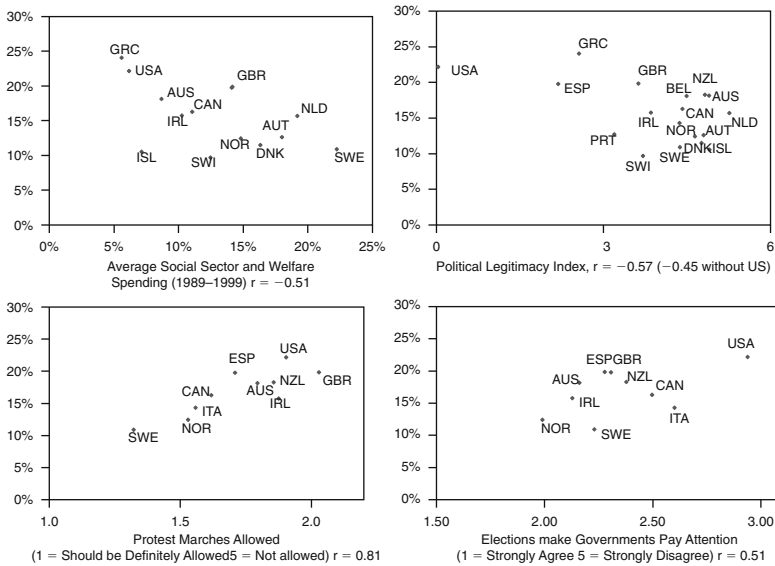 30%
25%
20%
15%
10%
5%
0%
GRC
USA
AUS
GBR
CAN
IRL
NLD
AUT
NOR
ISL
SWI
DNK
SWE
0% 5% 10% 15% 20% 25%
Average Social Sector and Welfare
Spending (1989–1999) r = −0.51
30%
25%
20%
15%
10%
5%
0%
GRC
USA
ESP
GBR
NZL
BEL
AUS
CAN
IRL
NLD
NOR AUT
PRT
DNKISL
SWE
SWI
0 3 6
Political Legitimacy Index, r = −0.57 (−0.45 without US)
30%
25%
20%
15%
10%
5%
0%
USA
ESP
NZL
GBR
AUS
CAN
IRL
ITA
NOR
SWE
1.0 1.5 2.0
Protest Marches Allowed
(1 = Should be Definitely Allowed5 = Not allowed) r = 0.81
30%
25%
20%
15%
10%
5%
0%
USA
ESPGBR
AUS
NZL
CAN
IRL
ITA
NOR
SWE
1.50 2.00 2.50 3.00
Elections make Governments Pay Attention
(1 = Strongly Agree 5 = Strongly Disagree) r = 0.51